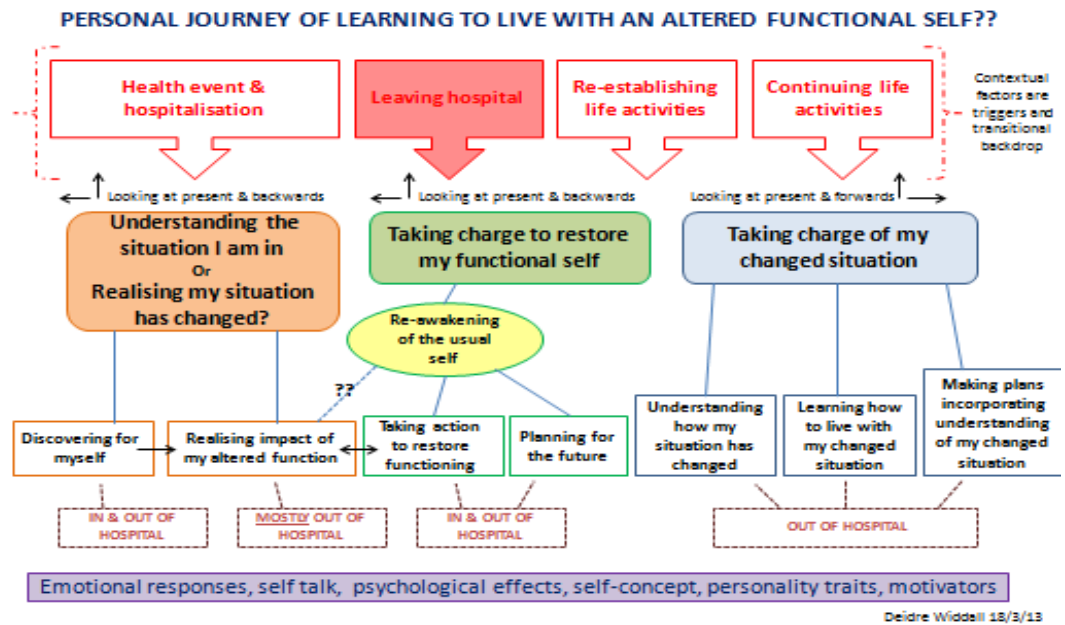 PERSONAL JOURNEY OF LEARNING TO LIVE WITH AN ALTERED FUNCTIONAL SELF??
Health event &
hospitalisation
Leaving hospital
Re-establishing
life activities
Continuing life
activities
Contextual
factors are
triggers and
transitional
backdrop
Looking at present & backwards
Looking at present & backwards
Looking at present & forwards
Understanding the
situation I am in
Or
Realising my situation
has changed?
Taking charge to restore
my functional self
Taking charge of my
changed situation
Re-awakening
of the usual
self
??
Discovering for
myself
Realising impact of
my altered function
Taking action
to restore
functioning
Planning for
the future
Understanding
how my
situation has
changed
Learning how
to live with
my changed
situation
Making plans
incorporating
understanding
of my changed
situation
IN & OUT OF
HOSPITAL
MOSTLY OUT OF
HOSPITAL
IN & OUT OF
HOSPITAL
OUT OF HOSPITAL
Emotional responses, self talk, psychological effects, self-concept, personality traits, motivators
Deidre Widdall 18/3/13